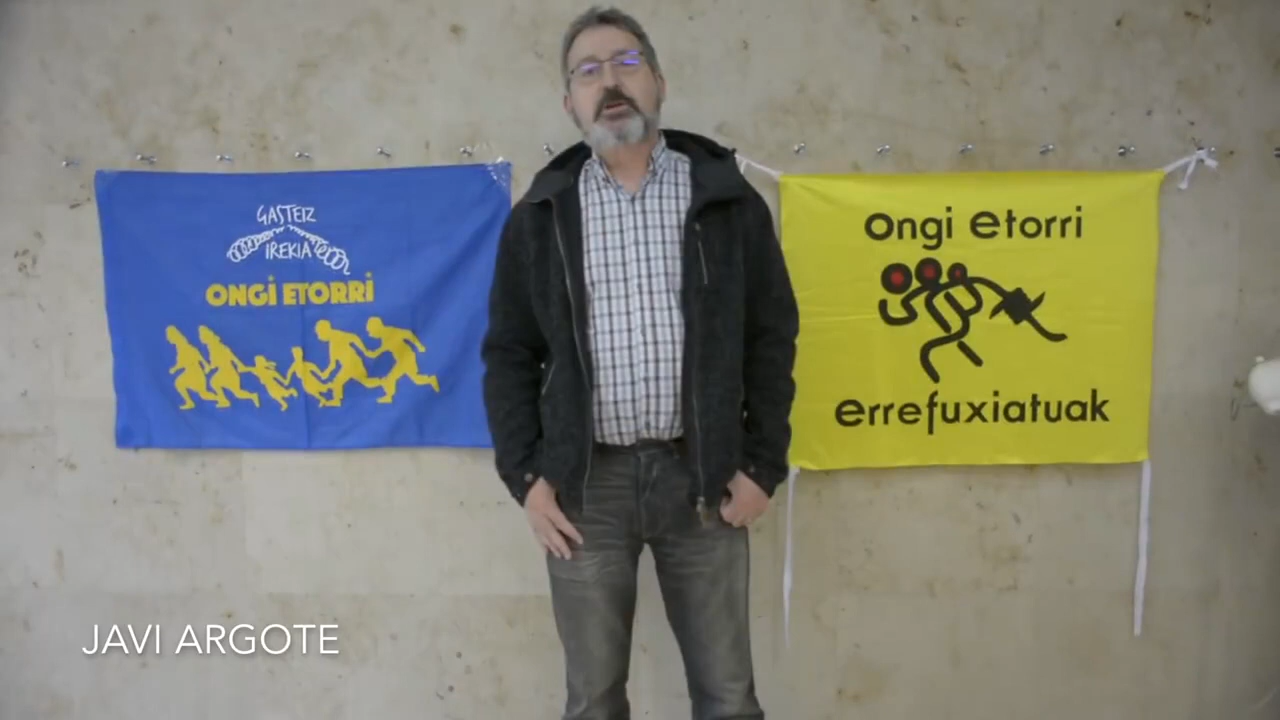 GASTEIZ
IREKIA
ONGI ETORRI
ongi etorri
errefuxiatuak
JAVI ARGOTE